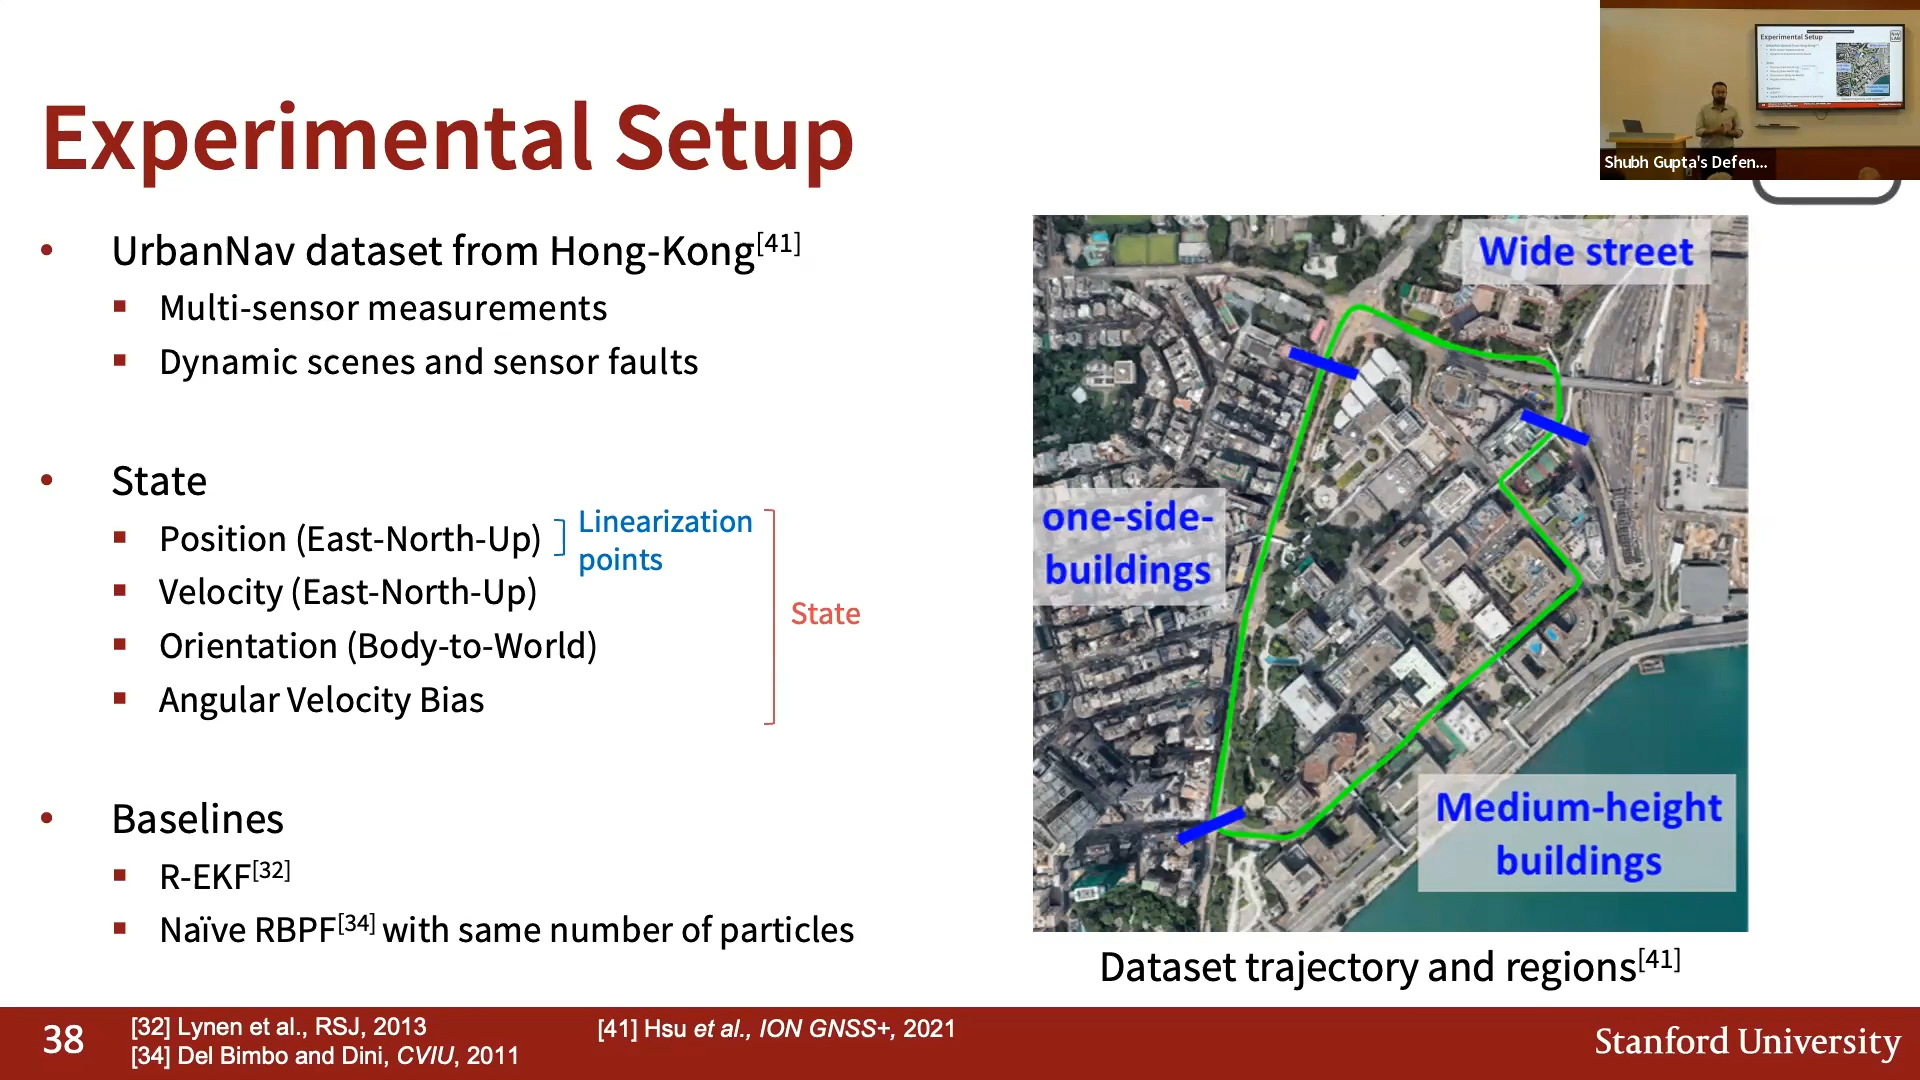 Experimental Setup
Shubh Gupta's Defen...
• UrbanNav dataset from Hong-Kong[41]
▪ Multi-sensor measurements
▪ Dynamic scenes and sensor faults
• State
▪ Position (East-North-Up)
Linearization
points
▪ Velocity (East-North-Up)
▪ Orientation (Body-to-World)
▪ Angular Velocity Bias
State
• Baselines
▪ R-EKF[32]
▪ Naïve RBPF[34] with same number of particles
Wide street
one-side-
buildings
Medium-height
buildings
Dataset trajectory and regions[41]
38
[32] Lynen et al., RSJ, 2013
[34] Del Bimbo and Dini, CVIU, 2011
[41] Hsu et al., ION GNSS+, 2021
Stanford University
Experimental Setup